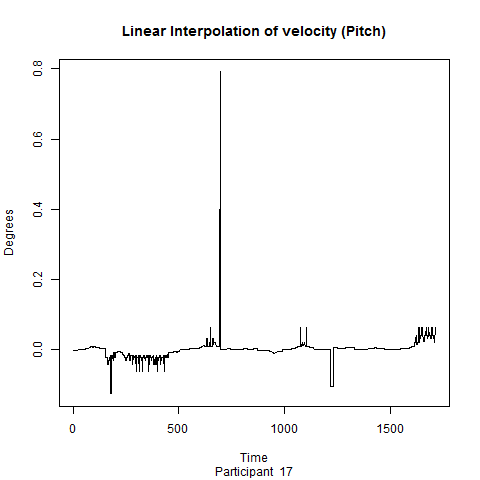 Linear Interpolation of velocity (Pitch)
Degrees
0.8
0.6
0.4
0.2
0.0
0 500 1000 1500
Time
Participant 17